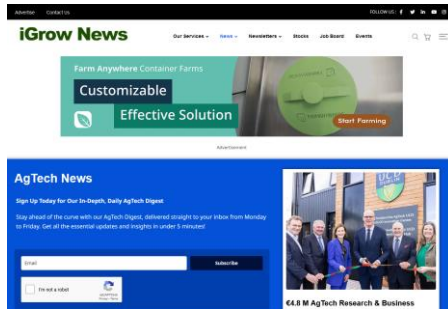 Advertise Contact Us
FOLLOW US:
iGrow News
Our Services News Newsletters Stocks Job Board Events
Farm Anywhere Container Farms
Customizable
Effective Solution
Start Farming
Advertisement
AgTech News
Sign Up Today for Our In-Depth, Daily AgTech Digest
Stay ahead of the curve with our AgTech Digest, delivered straight to your inbox from Monday
to Friday. Get all the essential updates and insights in under 5 minutes!
Email
Subscribe
I'm not a robot
UCD
DUBLIN
€4.8 M AgTech Research & Business